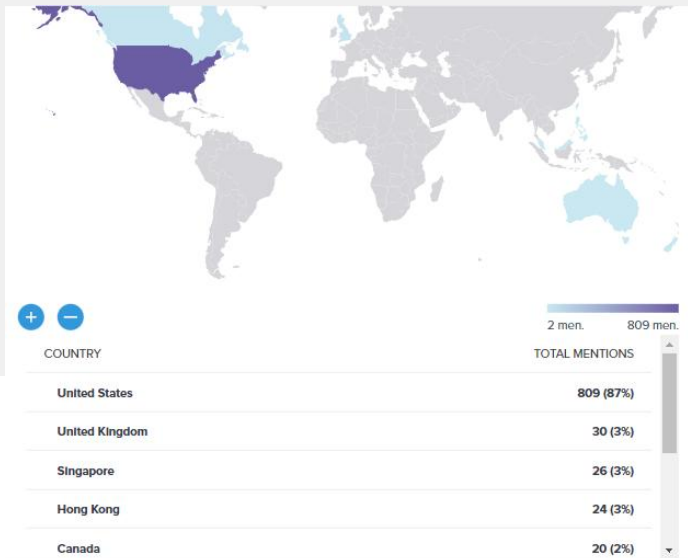 2 men. 809 men.
COUNTRY TOTAL MENTIONS
United States 809 (87%)
United Kingdom 30 (3%)
Singapore 26 (3%)
Hong Kong 24 (3%)
Canada 20 (2%)